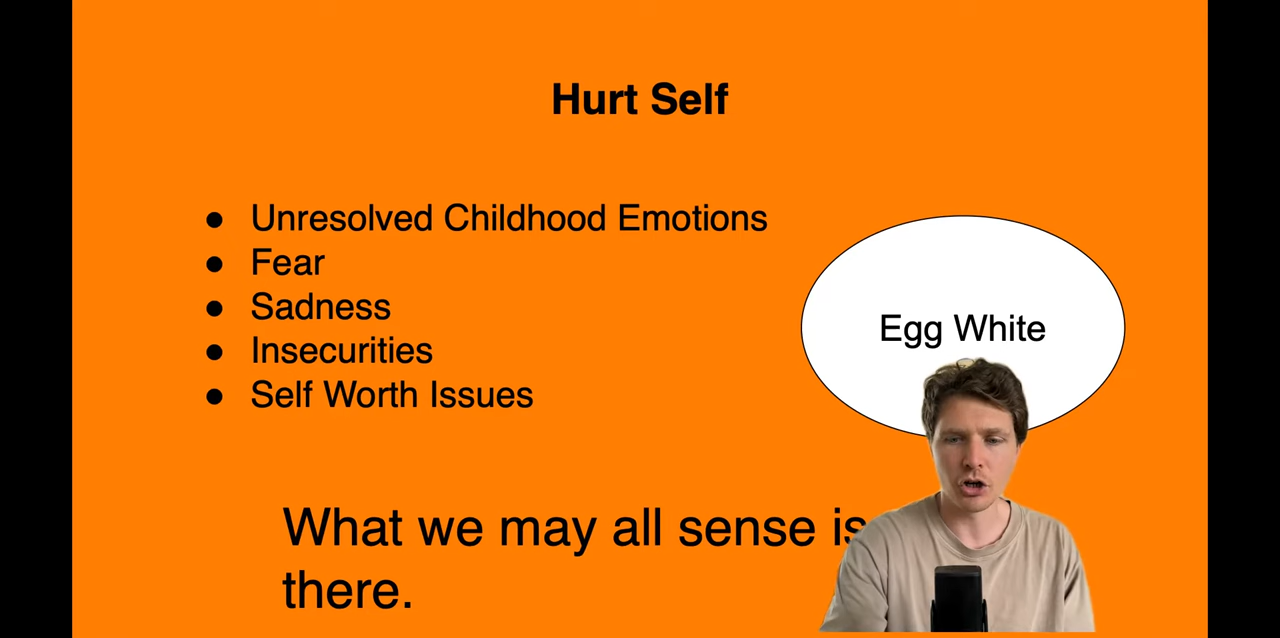 Hurt Self
● Unresolved Childhood Emotions
● Fear
● Sadness
● Insecurities
● Self Worth Issues
Egg White
What we may all sense is
there.